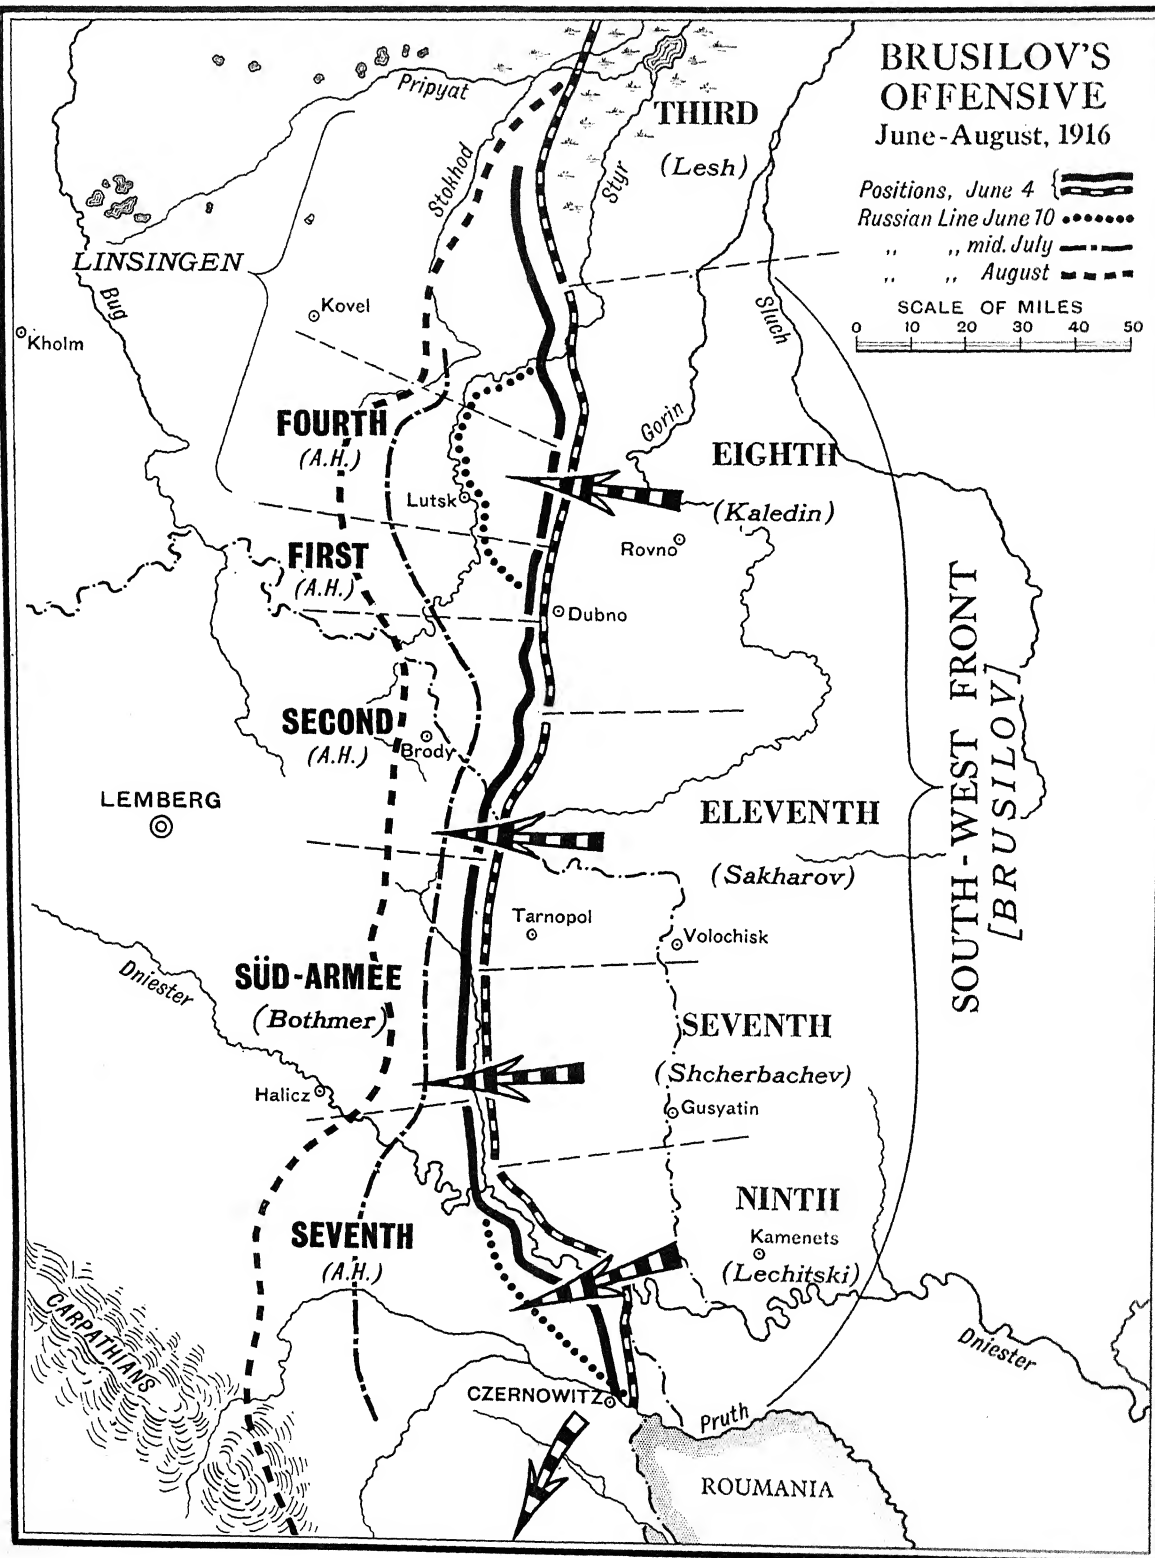 BRUSILOV'S
OFFENSIVE
June-August, 1916
Positions, June 4
Russian Line June 10
,, ,, mid. July
,, ,, August
SCALE OF MILES
0 10 20 30 40 50
Pripyat
THIRD
(Lesh)
Stokhod
Styr
LINSINGEN
Bug
Kovel
Kholm
Sluch
Gorin
FOURTH
(A.H.)
EIGHTH
(Kaledin)
Lutsk
Rovno
FIRST
(A.H.)
Dubno
SOUTH-WEST FRONT
[BRUSILOV]
SECOND
(A.H.)
Brody
LEMBERG
ELEVENTH
(Sakharov)
Tarnopol
Volochisk
Dniester
SÜD-ARMEE
(Bothmer)
SEVENTH
(Shcherbachev)
Halicz
Gusyatin
NINTH
Kamenets
(Lechitski)
SEVENTH
(A.H.)
CARPATHIANS
Dniester
CZERNOWITZ
Pruth
ROUMANIA